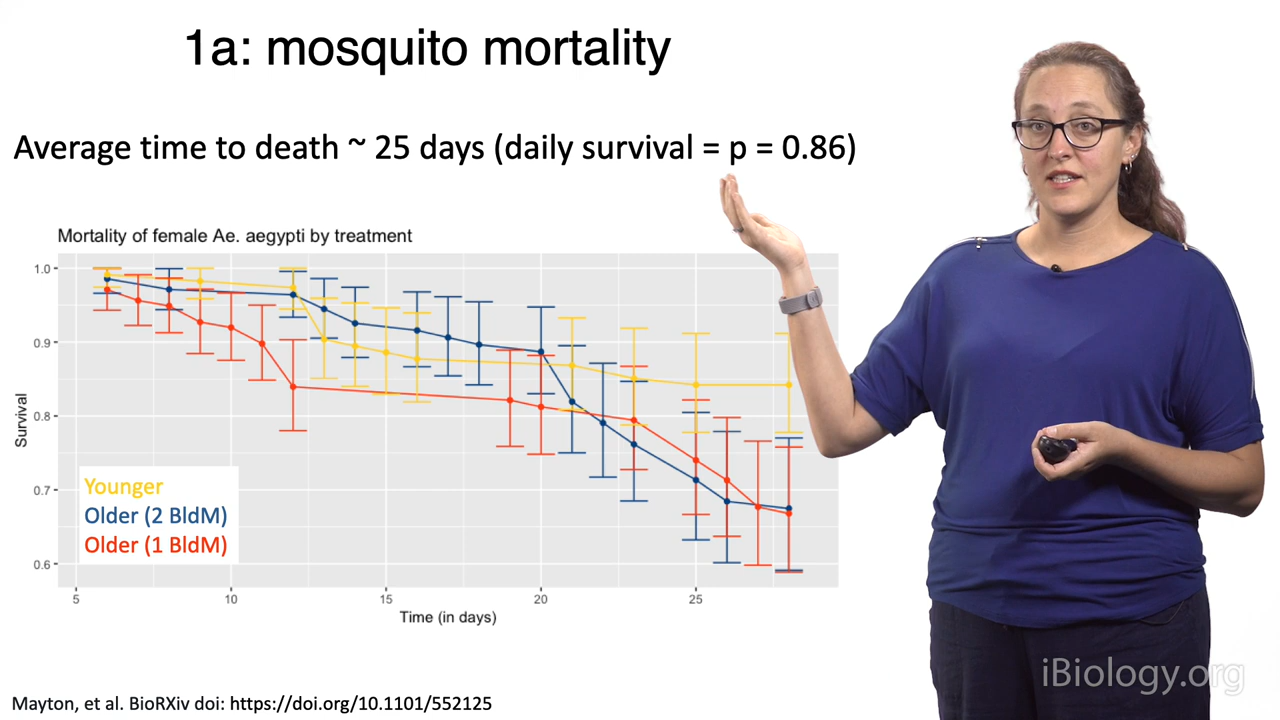 1a: mosquito mortality
Average time to death ~ 25 days (daily survival = p = 0.86)
Mortality of female Ae. aegypti by treatment
Survival
1.0
0.9
0.8
0.7
0.6
Younger
Older (2 BldM)
Older (1 BldM)
5
10
15
20
25
Time (in days)
Mayton, et al. BioRXiv doi: https://doi.org/10.1101/552125
iBiology.org